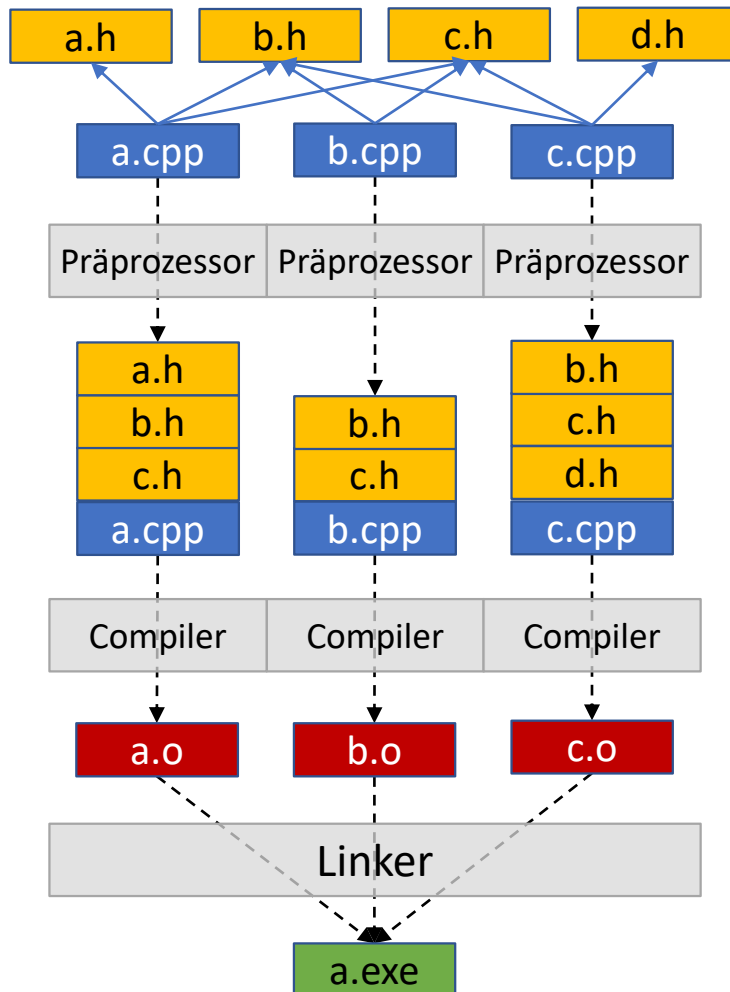 a.h
b.h
c.h
d.h
a.cpp
b.cpp
c.cpp
Präprozessor
Präprozessor
Präprozessor
a.h
b.h
c.h
a.cpp
b.h
c.h
b.cpp
b.h
c.h
d.h
c.cpp
Compiler
Compiler
Compiler
a.o
b.o
c.o
Linker
a.exe